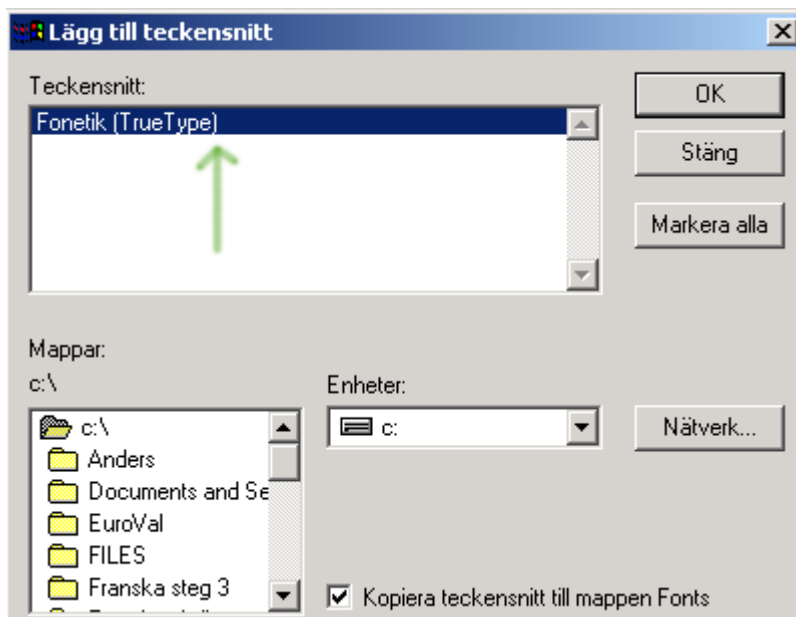 Lägg till teckensnitt
Teckensnitt:
Fonetik (TrueType)
OK
Stäng
Markera alla
Mappar:
c:\
Enheter:
c:\
Anders
Documents and Se
EuroVal
FILES
Franska steg 3
c:
Nätverk...
Kopiera teckensnitt till mappen Fonts